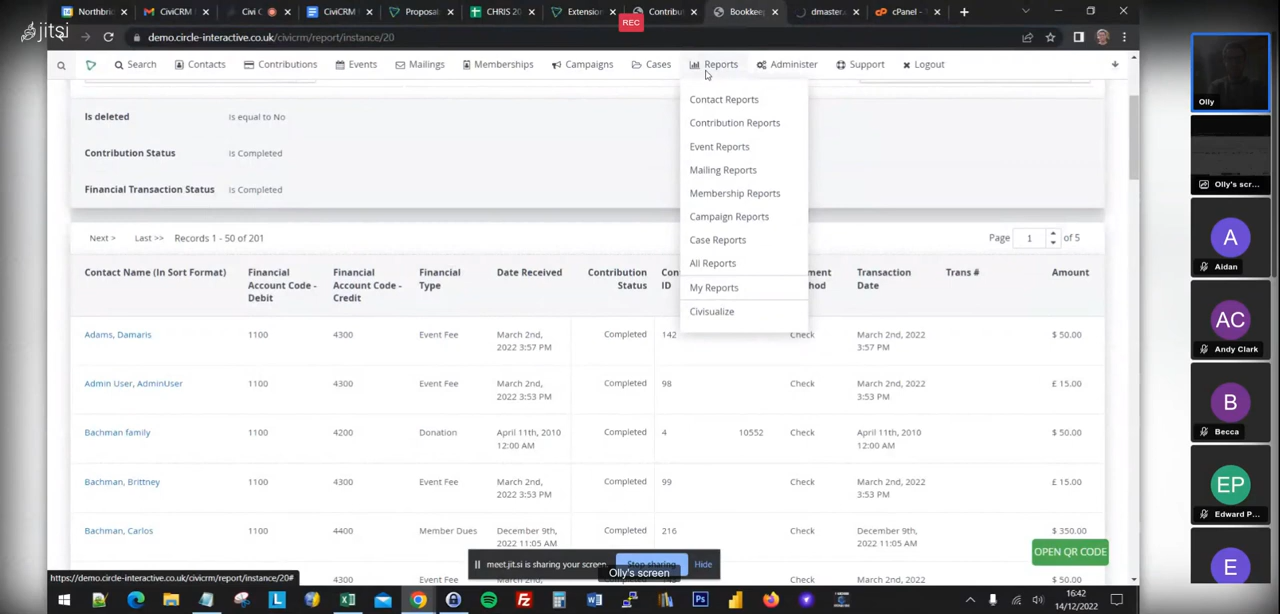 Northbric
CiviCRM
Civi C
CiviCRM
Proposal
CHRIS 20
Extension
Contribut
Bookkee
dmaster.
cPanel -
REC
jitsi
demo.circle-interactive.co.uk/civicrm/report/instance/20
Search
Contacts
Contributions
Events
Mailings
Memberships
Campaigns
Cases
Reports
Administer
Support
Logout
Contact Reports
Contribution Reports
Event Reports
Mailing Reports
Membership Reports
Campaign Reports
Case Reports
All Reports
My Reports
Civisualize
Is deleted Is equal to No
Contribution Status Is Completed
Financial Transaction Status Is Completed
Next > Last >> Records 1 - 50 of 201 Page 1 of 5
Contact Name (In Sort Format)
Financial
Account Code -
Debit
Financial
Account Code -
Credit
Financial
Type
Date Received
Contribution
Status
Con
ID
ment
hod
Transaction
Date
Trans #
Amount
Adams, Damaris 1100 4300 Event Fee March 2nd, Completed 142 Check March 2nd, 2022 $ 50.00
2022 3:57 PM 3:57 PM
Admin User, AdminUser 1100 4300 Event Fee March 2nd, Completed 98 Check March 2nd, 2022 £ 15.00
2022 3:53 PM 3:53 PM
Bachman family 1100 4200 Donation April 11th, 2010 Completed 4 10552 Check April 11th, 2010 $ 50.00
12:00 AM 12:00 AM
Bachman, Brittney 1100 4300 Event Fee March 2nd, Completed 99 Check March 2nd, 2022 £ 15.00
2022 3:53 PM 3:53 PM
Bachman, Carlos 1100 4400 Member Dues December 9th, Completed 216 Check December 9th, $ 350.00
2022 11:05 AM 2022 11:05 AM
OPEN QR CODE
meet.jit.si is sharing your screen. Stop sharing Hide
Olly's screen
https://demo.circle-interactive.co.uk/civicrm/report/instance/20#
$ 50.00
16:42
14/12/2022
Olly
Olly's scr...
A
Aidan
AC
Andy Clark
B
Becca
EP
Edward P...
E